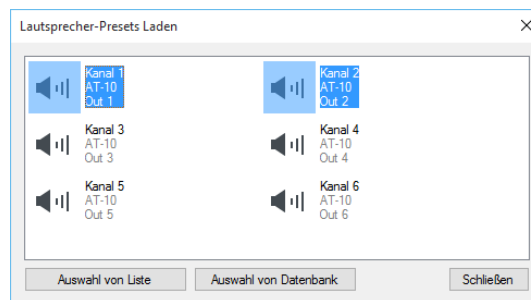 Lautsprecher-Presets Laden
Kanal 1
AT-10
Out 1
Kanal 2
AT-10
Out 2
Kanal 3
AT-10
Out 3
Kanal 4
AT-10
Out 4
Kanal 5
AT-10
Out 5
Kanal 6
AT-10
Out 6
Auswahl von Liste
Auswahl von Datenbank
Schließen